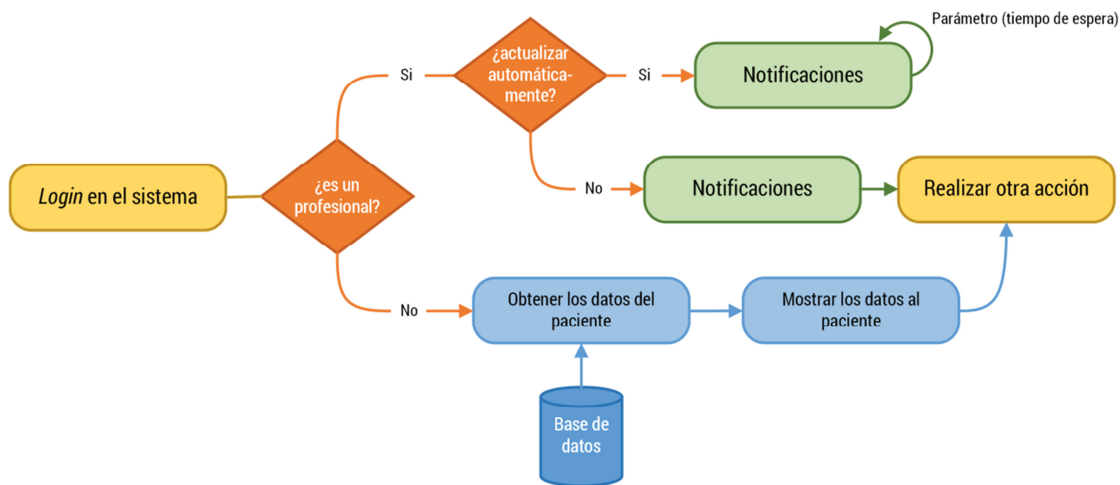 Parámetro (tiempo de espera)
¿actualizar
automática-
mente?
Si
Si
Notificaciones
Login en el sistema
¿es un
profesional?
No
Notificaciones
Realizar otra acción
No
Obtener los datos del
paciente
Mostrar los datos al
paciente
Base de
datos